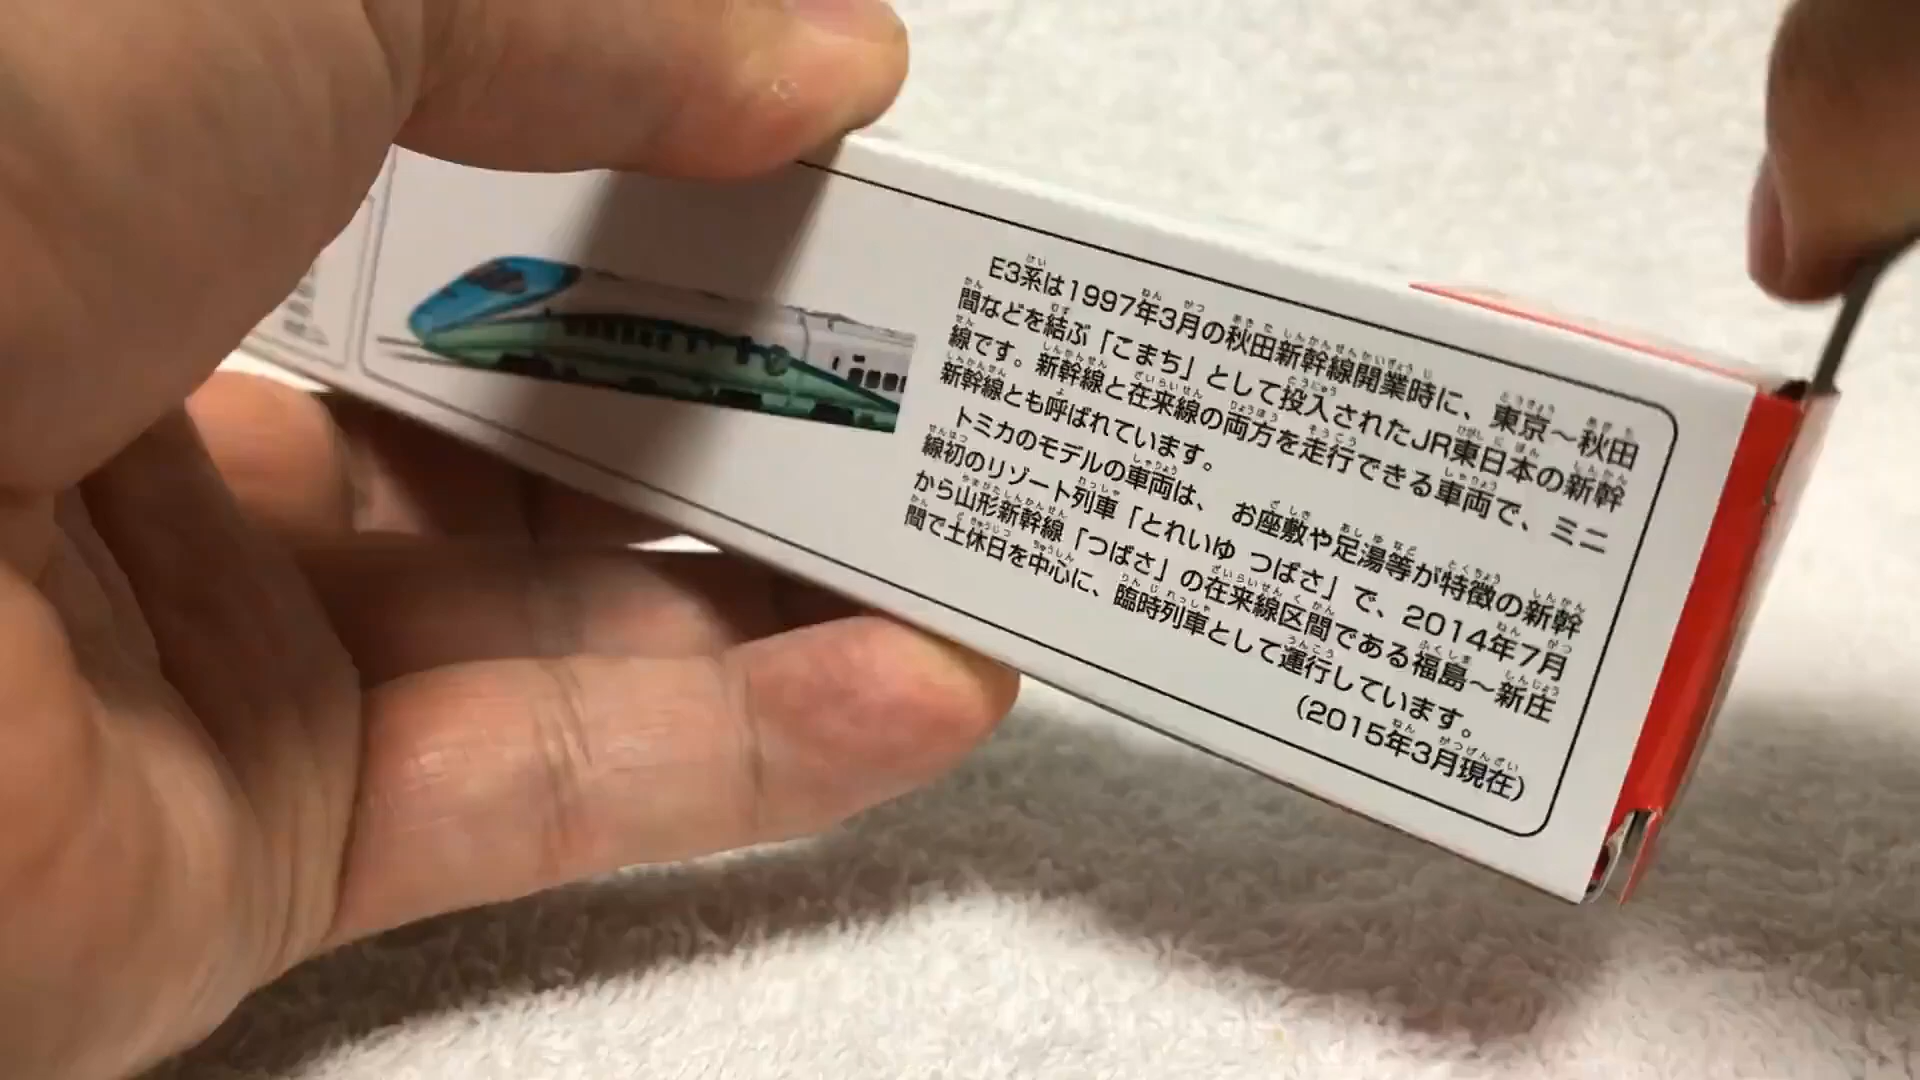 E3系は1997年3月の秋田新幹線開業時に、東京～秋田
間などを結ぶ「こまち」として投入されたJR東日本の新幹
線です。新幹線と在来線の両方を走行できる車両で、ミニ
新幹線とも呼ばれています。
トミカのモデルの車両は、お座敷や足湯等が特徴の新幹
線初のリゾート列車「とれいゆ つばさ」で、2014年7月
から山形新幹線「つばさ」の在来線区間である福島～新庄
間で土休日を中心に、臨時列車として運行しています。
(2015年3月現在)